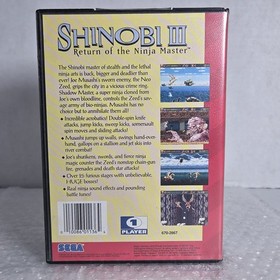 SHINOBI III
Return of the Ninja Master
The Shinobi master of stealth and the lethal
ninja arts is back, bigger and deadlier than
ever! Joe Musashi's sworn enemy, the Neo
Zeed, grips the city in a vicious crime ring.
Shadow Master, a super ninja cloned from
Joe's own bloodline, controls the Zeed's sav-
age army of bio-ninjas. Musashi has no
choice but to annihilate them all!
• Incredible acrobatics! Double-spin knife
attacks, jump kicks, sweep kicks, somersault
spin moves and sliding attacks!
• Musashi jumps up walls, swings hand-over-
hand, gallops on a stallion and jet skis into
river combat!
• Joe's shurikens, swords, and fierce ninja
magic counter the Zeed's nonstop chain-gun
fire, grenades and death star attacks!
• Over 15 furious stages with unbelievable,
HUGE bosses!
• Real ninja sound effects and pounding
battle tunes!
1
PLAYER
SEGA